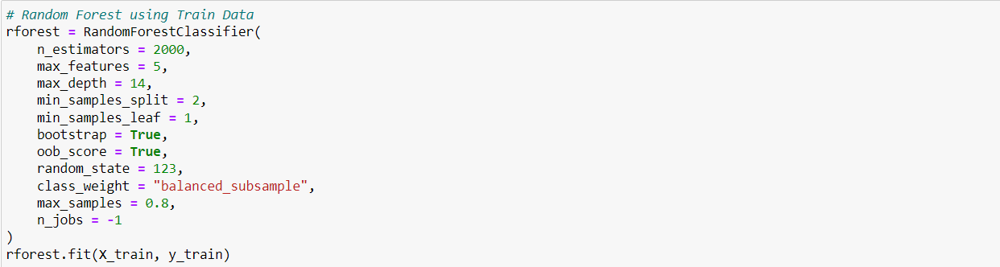 # Random Forest using Train Data
rforest = RandomForestClassifier(
    n_estimators = 2000,
    max_features = 5,
    max_depth = 14,
    min_samples_split = 2,
    min_samples_leaf = 1,
    bootstrap = True,
    oob_score = True,
    random_state = 123,
    class_weight = "balanced_subsample",
    max_samples = 0.8,
    n_jobs = -1
)
rforest.fit(X_train, y_train)